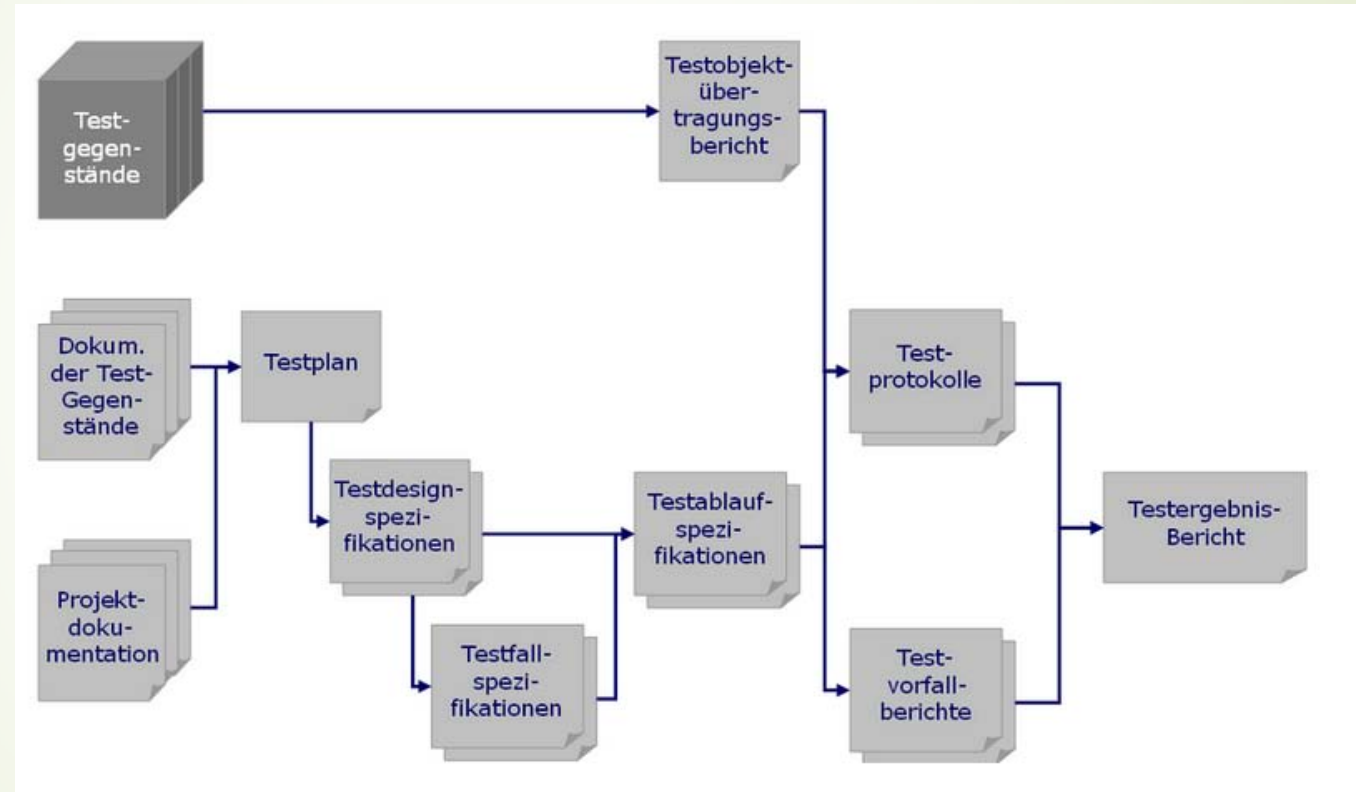 Test-
gegen-
stände
Testobjekt-
über-
tragungs-
bericht
Dokum.
der Test-
Gegen-
stände
Testplan
Projekt-
doku-
mentation
Testdesign-
spezi-
fikationen
Testfall-
spezi-
fikationen
Testablauf-
spezi-
fikationen
Test-
protokolle
Test-
vorfall-
berichte
Testergebnis-
Bericht